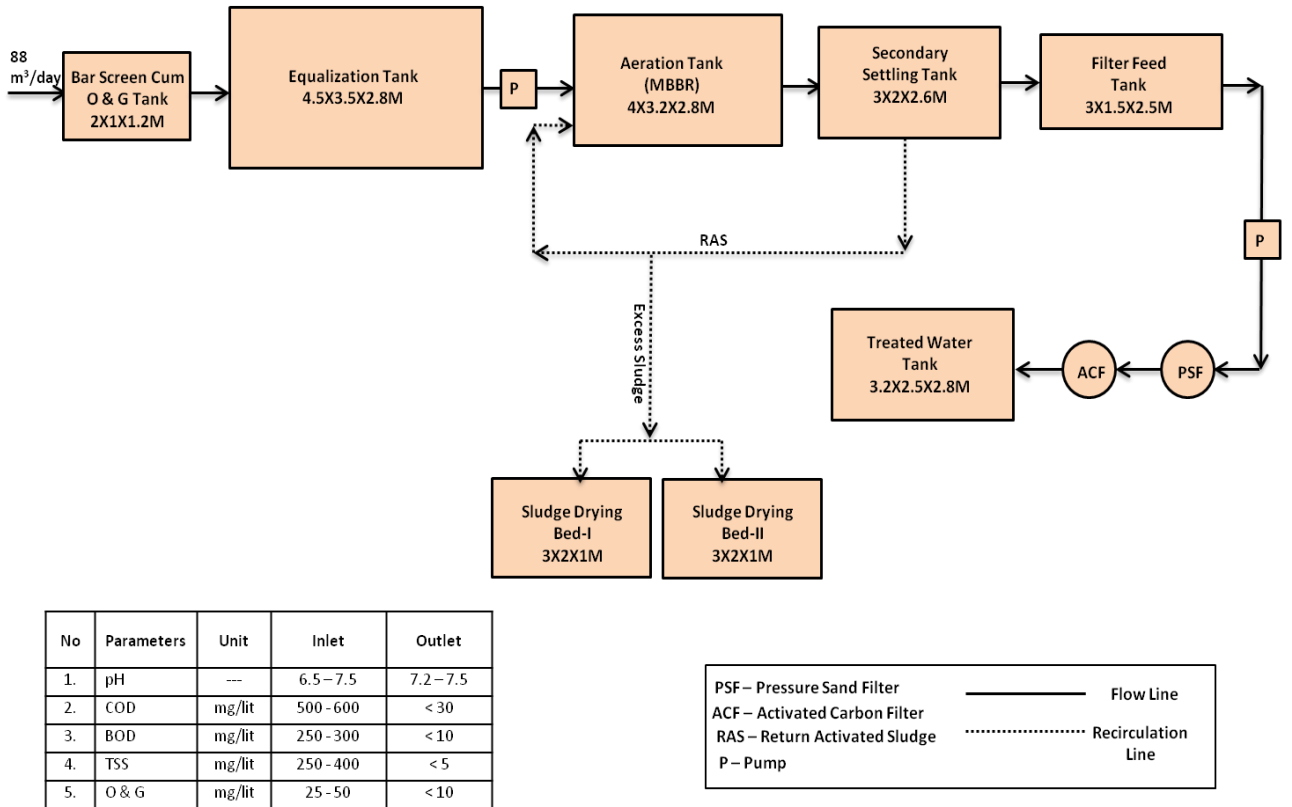 88
m³/day
Bar Screen Cum
O & G Tank
2X1X1.2M
Equalization Tank
4.5X3.5X2.8M
P
Aeration Tank
(MBBR)
4X3.2X2.8M
Secondary
Settling Tank
3X2X2.6M
Filter Feed
Tank
3X1.5X2.5M
RAS
P
Excess Sludge
Treated Water
Tank
3.2X2.5X2.8M
ACF
PSF
Sludge Drying
Bed-I
3X2X1M
Sludge Drying
Bed-II
3X2X1M
No Parameters Unit Inlet Outlet
1. pH --- 6.5 – 7.5 7.2 – 7.5
2. COD mg/lit 500 - 600 < 30
3. BOD mg/lit 250 - 300 < 10
4. TSS mg/lit 250 - 400 < 5
5. O & G mg/lit 25 - 50 < 10
PSF – Pressure Sand Filter
ACF – Activated Carbon Filter
RAS – Return Activated Sludge
P – Pump
Flow Line
Recirculation
Line